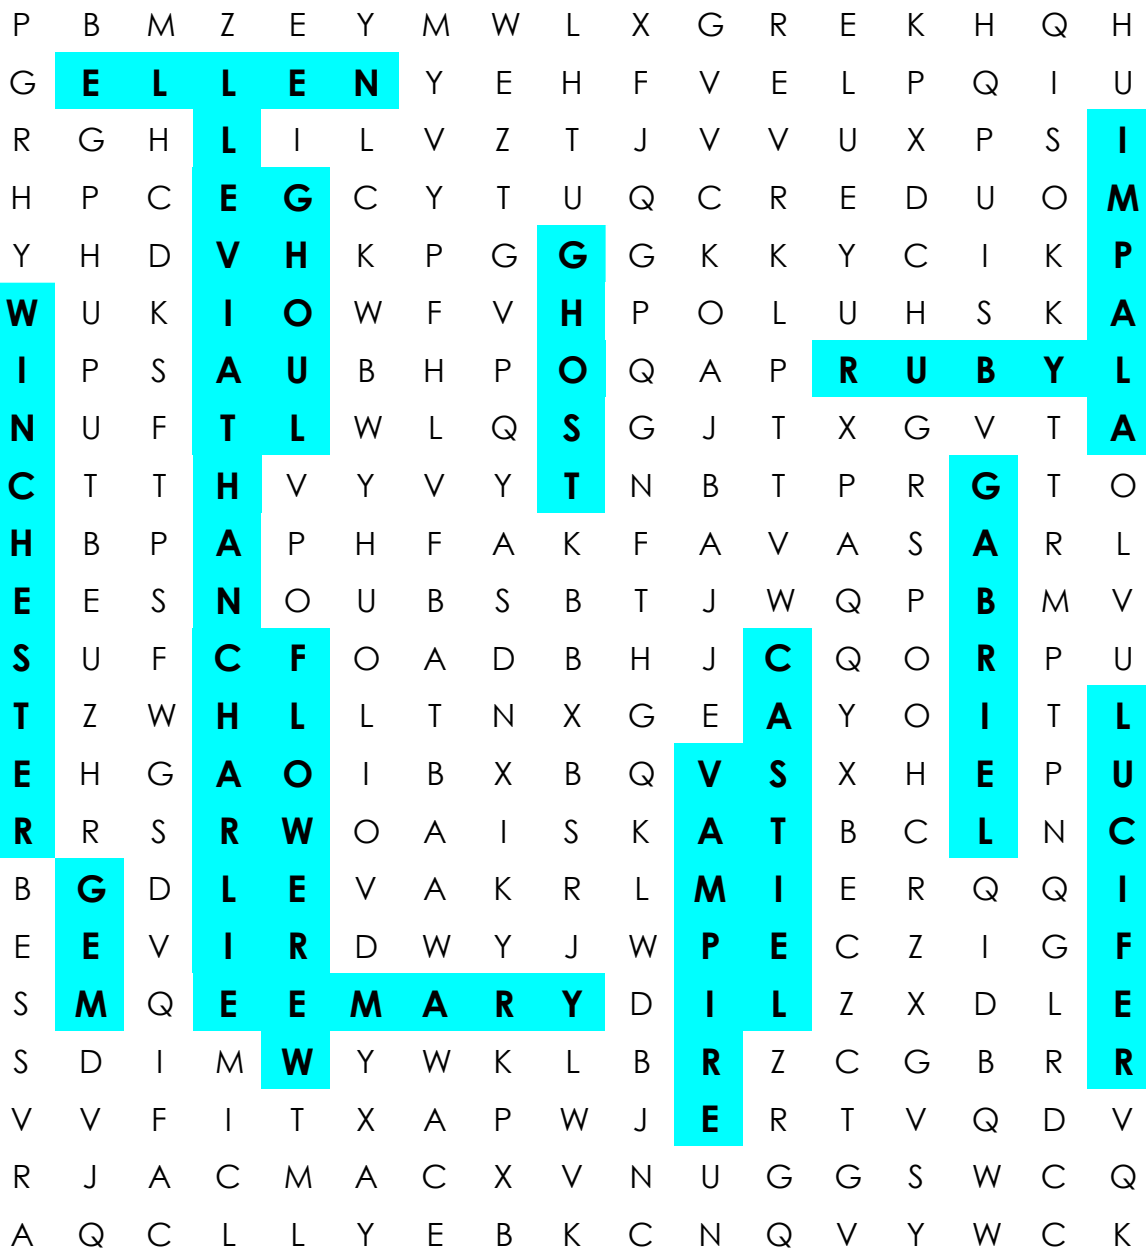 P B M Z E Y M W L X G R E K H Q H
G E L L E N Y E H F V E L P Q I U
R G H L I L V Z T J V V U X P S I
H P C E G C Y T U Q C R E D U O M
Y H D V H K P G G G K K Y C I K P
W U K I O W F V H P O L U H S K A
I P S A U B H P O Q A P R U B Y L
N U F T L W L Q S G J T X G V T A
C T T H V Y V Y T N B T P R G T O
H B P A P H F A K F A V A S A R L
E E S N O U B S B T J W Q P B M V
S U F C F O A D B H J C Q O R P U
T Z W H L L T N X G E A Y O I T L
E H G A O I B X B Q V S X H E P U
R R S R W O A I S K A T B C L N C
B G D L E V A K R L M I E R Q Q I
E E V I R D W Y J W P E C Z I G F
S M Q E E M A R Y D I L Z X D L E
S D I M W Y W K L B R Z C G B R R
V V F I T X A P W J E R T V Q D V
R J A C M A C X V N U G G S W C Q
A Q C L L Y E B K C N Q V Y W C K